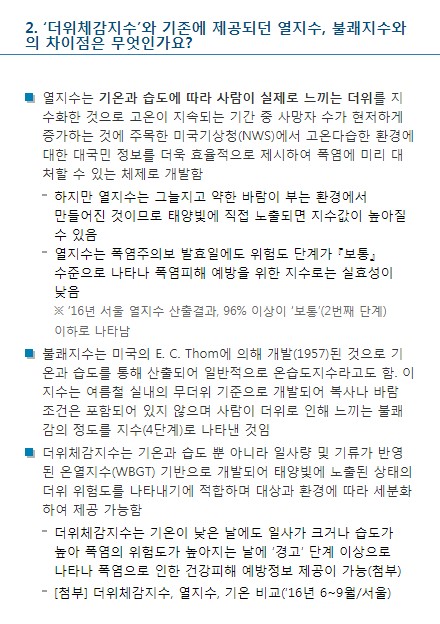 2. ‘더위체감지수’와 기존에 제공되던 열지수, 불쾌지수와
의 차이점은 무엇인가요?
열지수는 기온과 습도에 따라 사람이 실제로 느끼는 더위를 지
수화한 것으로 고온이 지속되는 기간 중 사망자 수가 현저하게
증가하는 것에 주목한 미국기상청(NWS)에서 고온다습한 환경에
대한 대국민 정보를 더욱 효율적으로 제시하여 폭염에 미리 대
처할 수 있는 체제로 개발함
- 하지만 열지수는 그늘지고 약한 바람이 부는 환경에서
만들어진 것이므로 태양빛에 직접 노출되면 지수값이 높아질
수 있음
- 열지수는 폭염주의보 발효일에도 위험도 단계가 『보통』
수준으로 나타나 폭염피해 예방을 위한 지수로는 실효성이
낮음
※ ’16년 서울 열지수 산출결과, 96% 이상이 ‘보통’(2번째 단계)
이하로 나타남
불쾌지수는 미국의 E. C. Thom에 의해 개발(1957)된 것으로 기
온과 습도를 통해 산출되어 일반적으로 온습도지수라고도 함. 이
지수는 여름철 실내의 무더위 기준으로 개발되어 복사나 바람
조건은 포함되어 있지 않으며 사람이 더위로 인해 느끼는 불쾌
감의 정도를 지수(4단계)로 나타낸 것임
더위체감지수는 기온과 습도 뿐 아니라 일사량 및 기류가 반영
된 온열지수(WBGT) 기반으로 개발되어 태양빛에 노출된 상태의
더위 위험도를 나타내기에 적합하며 대상과 환경에 따라 세분화
하여 제공 가능함
- 더위체감지수는 기온이 낮은 날에도 일사가 크거나 습도가
높아 폭염의 위험도가 높아지는 날에 ‘경고’ 단계 이상으로
나타나 폭염으로 인한 건강피해 예방정보 제공이 가능(첨부)
- [첨부] 더위체감지수, 열지수, 기온 비교(’16년 6~9월/서울)